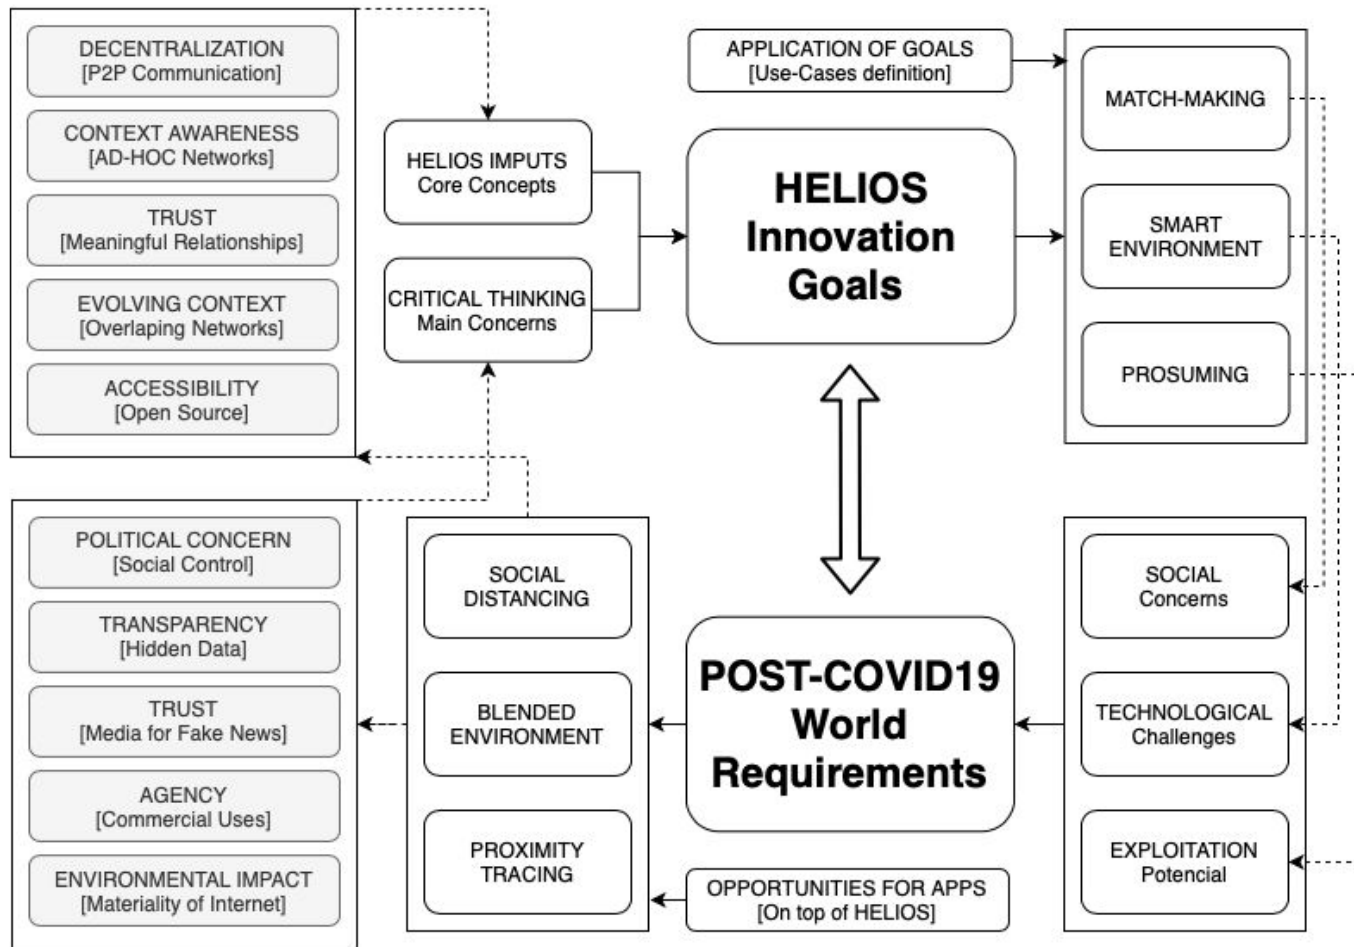 DECENTRALIZATION
[P2P Communication]
CONTEXT AWARENESS
[AD-HOC Networks]
TRUST
[Meaningful Relationships]
EVOLVING CONTEXT
[Overlaping Networks]
ACCESSIBILITY
[Open Source]
HELIOS IMPUTS
Core Concepts
CRITICAL THINKING
Main Concerns
APPLICATION OF GOALS
[Use-Cases definition]
HELIOS
Innovation
Goals
MATCH-MAKING
SMART
ENVIRONMENT
PROSUMING
POLITICAL CONCERN
[Social Control]
TRANSPARENCY
[Hidden Data]
TRUST
[Media for Fake News]
AGENCY
[Commercial Uses]
ENVIRONMENTAL IMPACT
[Materiality of Internet]
SOCIAL
DISTANCING
BLENDED
ENVIRONMENT
PROXIMITY
TRACING
POST-COVID19
World
Requirements
OPPORTUNITIES FOR APPS
[On top of HELIOS]
SOCIAL
Concerns
TECHNOLOGICAL
Challenges
EXPLOITATION
Potencial